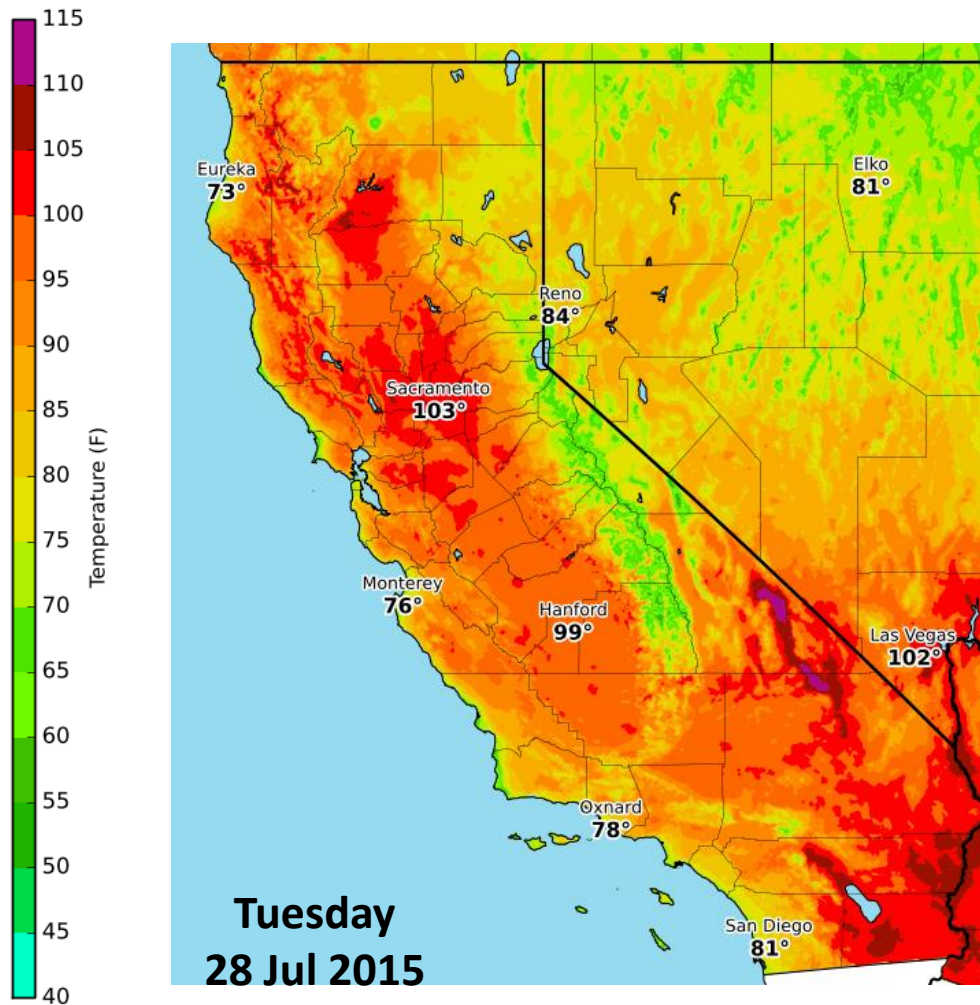 115
110
105
100
95
90
85
80
75
70
65
60
55
50
45
40
Temperature (F)
Eureka
73°
Elko
81°
Reno
84°
Sacramento
103°
Monterey
76°
Hanford
99°
Las Vegas
102°
Oxnard
78°
San Diego
81°
Tuesday
28 Jul 2015